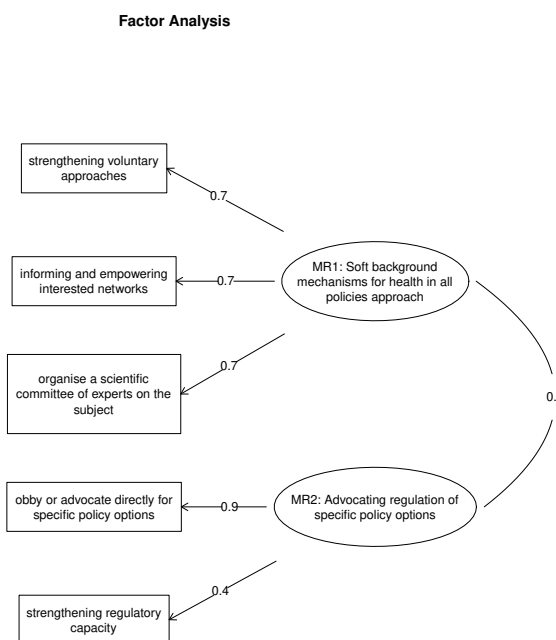 Factor Analysis
strengthening voluntary
approaches
0.7
informing and empowering
interested networks
0.7
MR1: Soft background
mechanisms for health in all
policies approach
organise a scientific
committee of experts on the
subject
0.7
0.
obby or advocate directly for
specific policy options
0.9
MR2: Advocating regulation of
specific policy options
0.4
strengthening regulatory
capacity